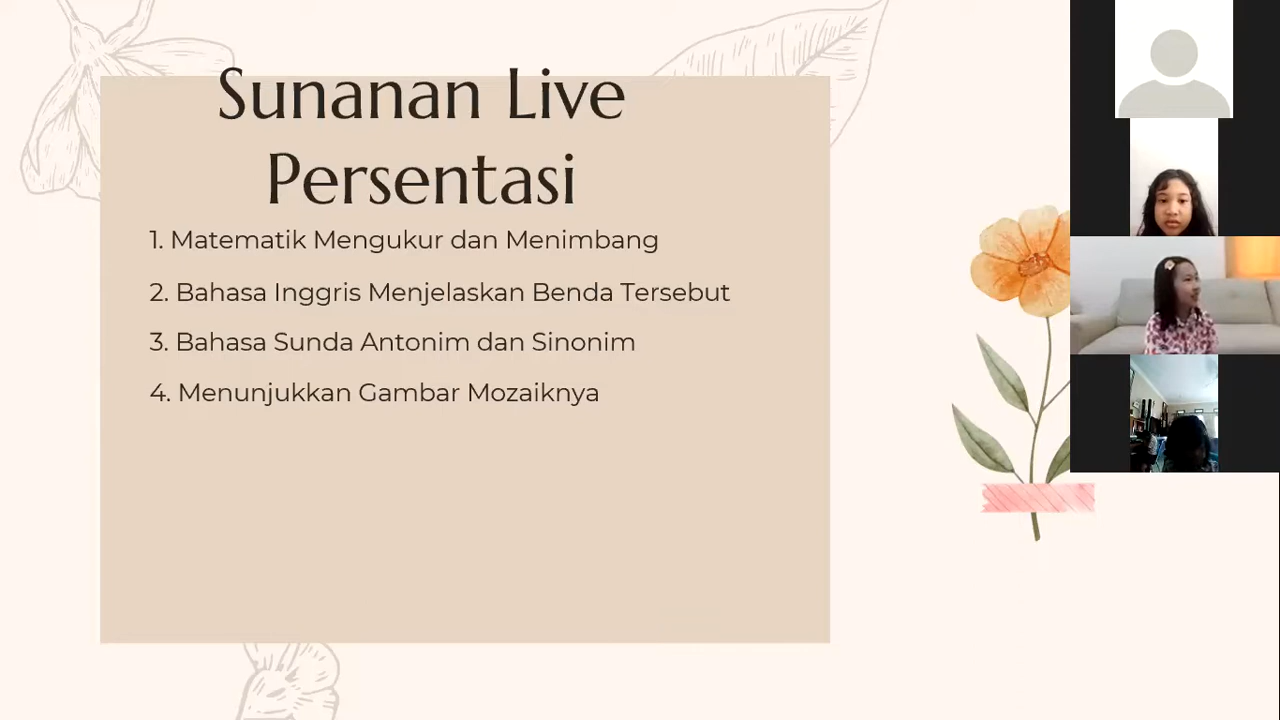 Sunanan Live
Persentasi
1. Matematik Mengukur dan Menimbang
2. Bahasa Inggris Menjelaskan Benda Tersebut
3. Bahasa Sunda Antonim dan Sinonim
4. Menunjukkan Gambar Mozaiknya